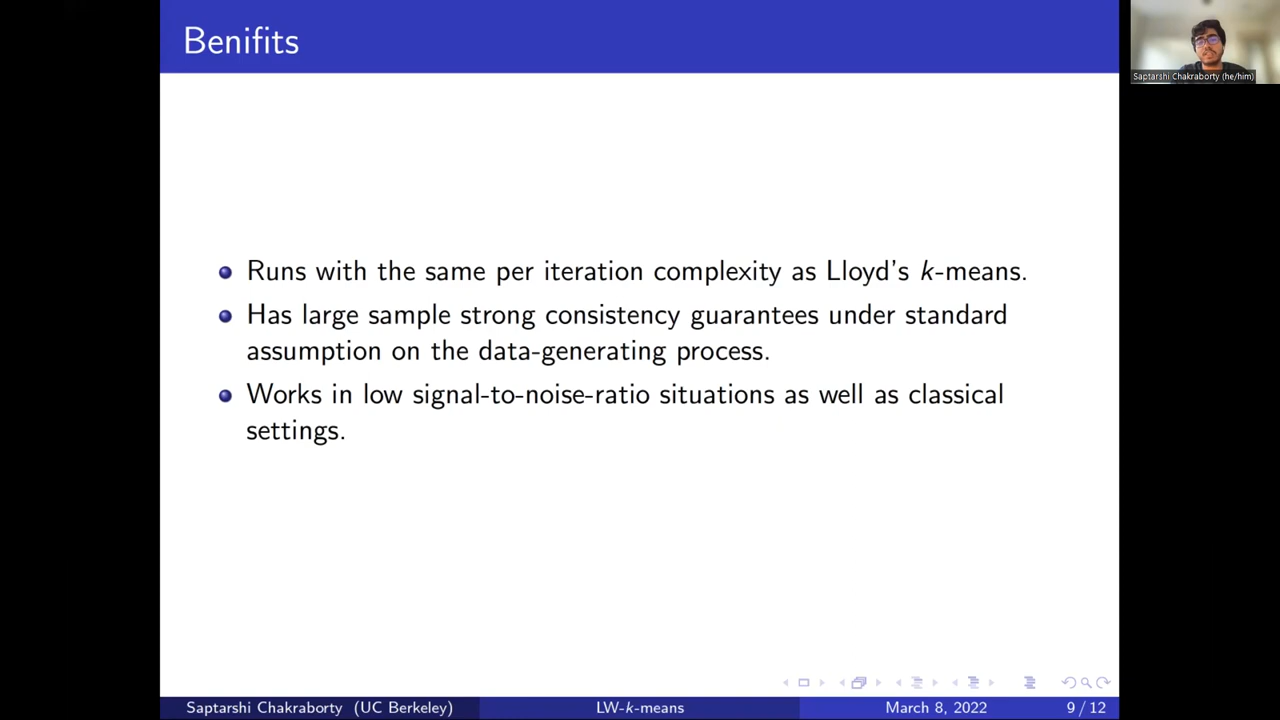 Benifits
Saptarshi Chakraborty (he/him)
Runs with the same per iteration complexity as Lloyd's k-means.
Has large sample strong consistency guarantees under standard
assumption on the data-generating process.
Works in low signal-to-noise-ratio situations as well as classical
settings.
Saptarshi Chakraborty (UC Berkeley)
LW-k-means
March 8, 2022
9 / 12